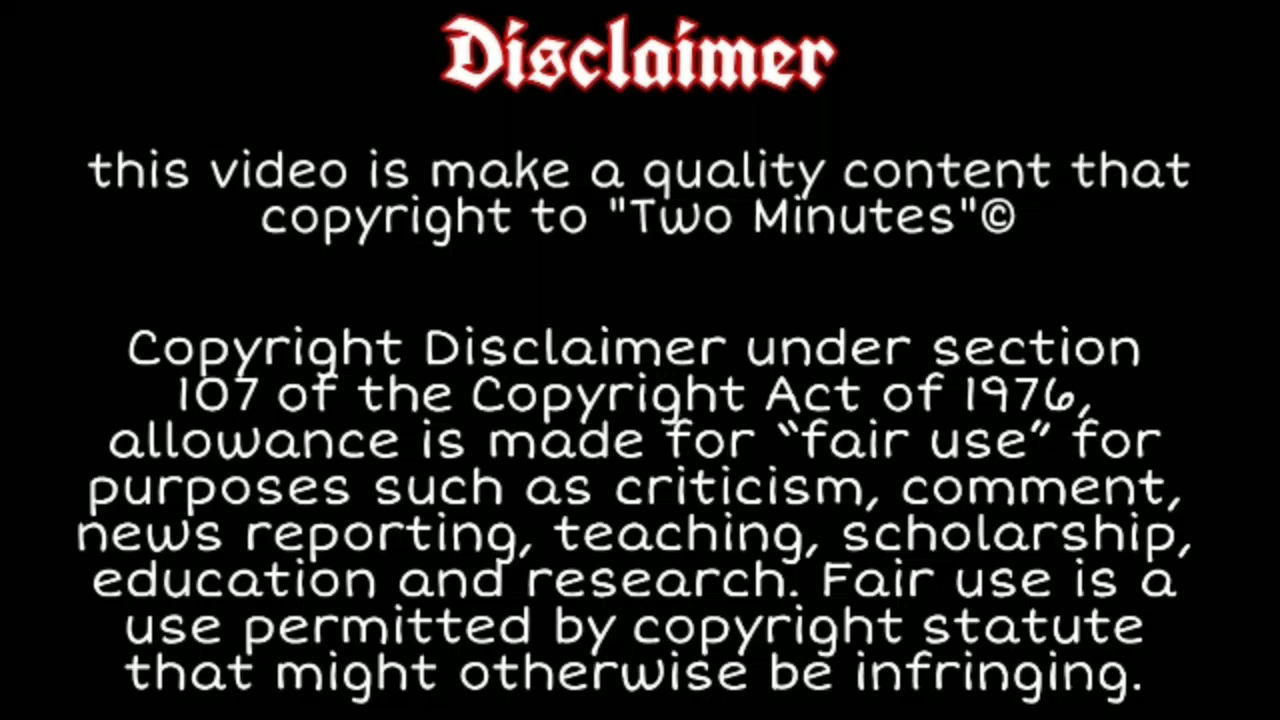 Disclaimer
this video is make a quality content that
copyright to "Two Minutes"©
Copyright Disclaimer under section
107 of the Copyright Act of 1976,
allowance is made for “fair use” for
purposes such as criticism, comment,
news reporting, teaching, scholarship,
education and research. Fair use is a
use permitted by copyright statute
that might otherwise be infringing.